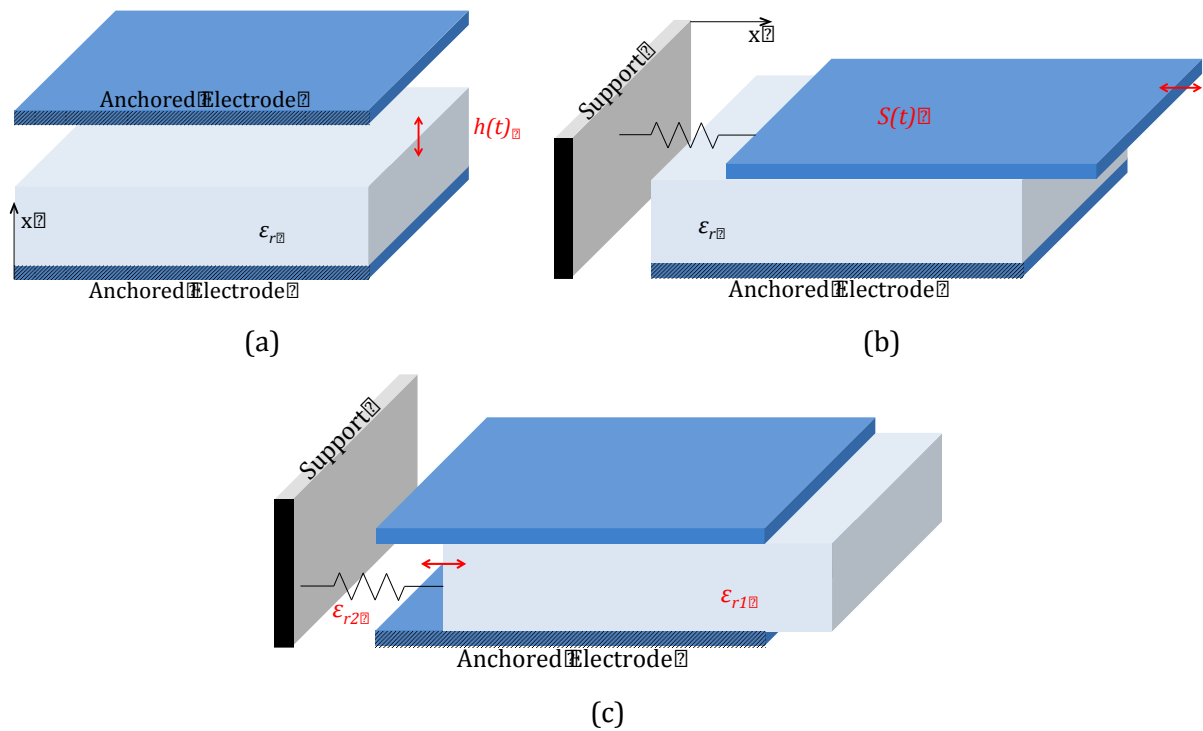 Anchored Electrode
h(t)
x
εr
Anchored Electrode
(a)
Support
x
S(t)
εr
Anchored Electrode
(b)
Support
εr2
εr1
Anchored Electrode
(c)